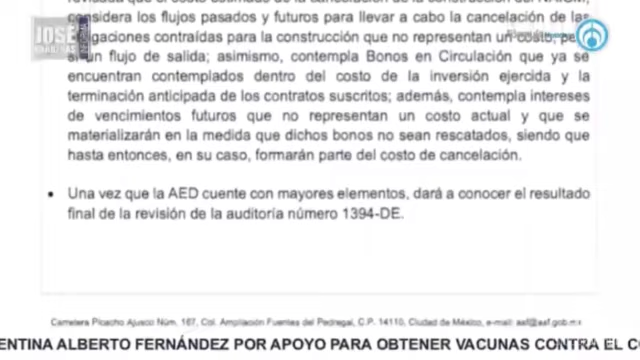 JOSÉ
CÁRDENAS
considera los flujos pasados y futuros para llevar a cabo la cancelación de las
obligaciones contraídas para la construcción que no representan un costo,
un flujo de salida; asimismo, contempla Bonos en Circulación que ya se
encuentran contemplados dentro del costo de la inversión ejercida y la
terminación anticipada de los contratos suscritos; además, contempla intereses
de vencimientos futuros que no representan un costo actual y que se
materializarán en la medida que dichos bonos no sean rescatados, siendo que
hasta entonces, en su caso, formarán parte del costo de cancelación.
• Una vez que la AED cuente con mayores elementos, dará a conocer el resultado
final de la revisión de la auditoría número 1394-DE.
Carretera Picacho Ajusco Núm. 167, Col. Ampliación Fuentes del Pedregal, C.P. 14110, Ciudad de México, e-mail: asf@asf.gob.mx
ENTINA ALBERTO FERNÁNDEZ POR APOYO PARA OBTENER VACUNAS CONTRA EL CO